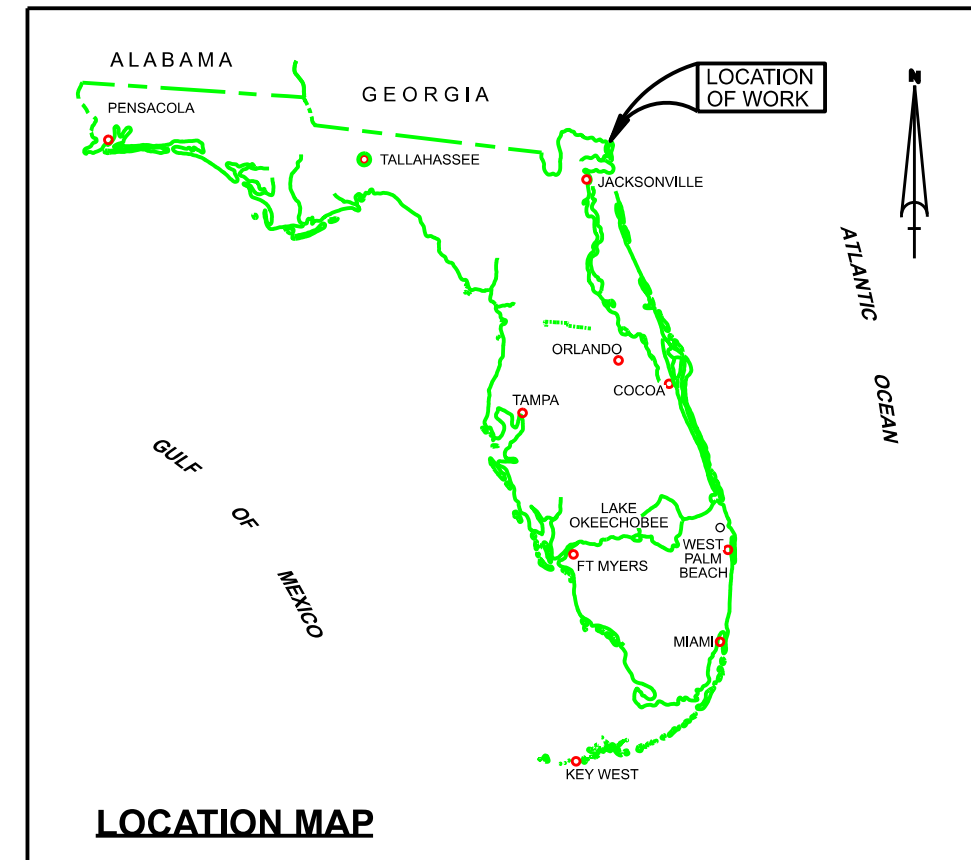 ALABAMA
GEORGIA
LOCATION
OF WORK
N
PENSACOLA
TALLAHASSEE
JACKSONVILLE
ATLANTIC
OCEAN
ORLANDO
COCOA
TAMPA
GULF
OF
MEXICO
LAKE
OKEECHOBEE
WEST
PALM
BEACH
FT MYERS
MIAMI
KEY WEST
LOCATION MAP